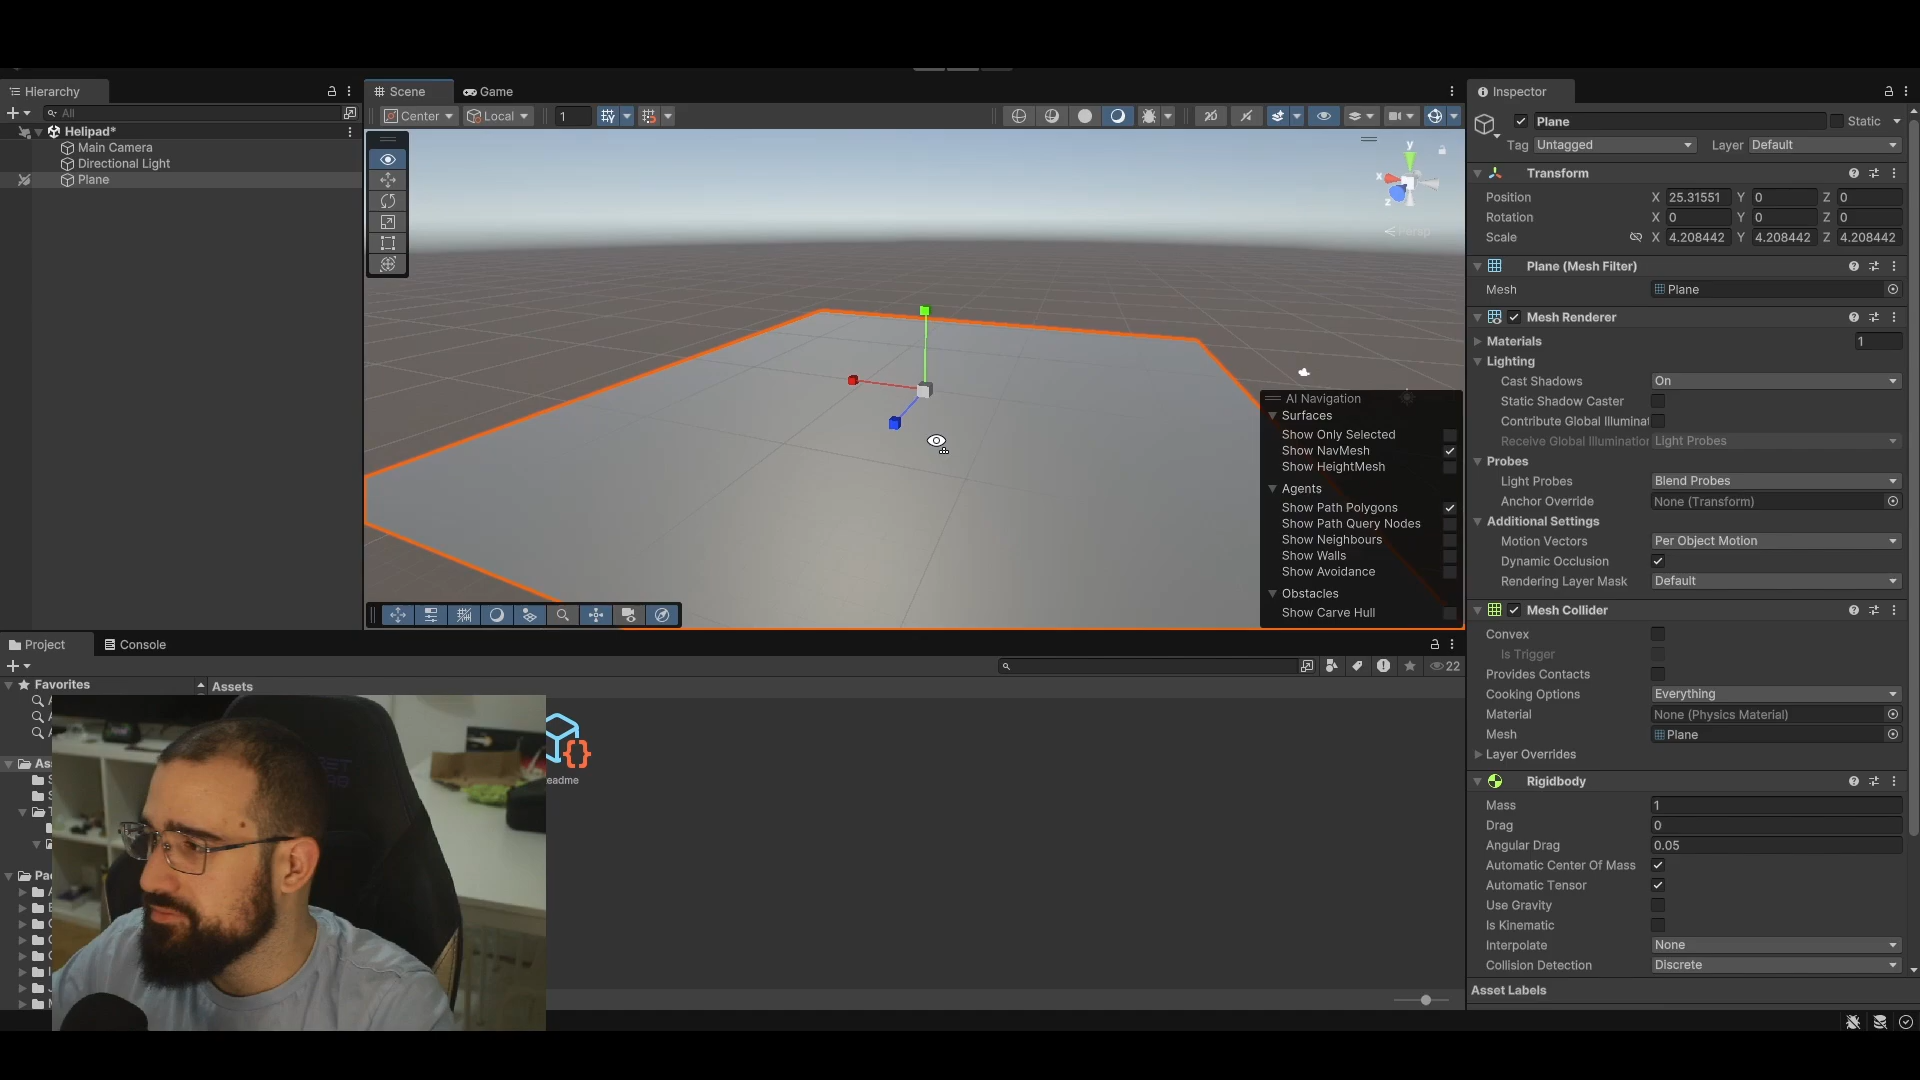 Hierarchy
All
Helipad*
Main Camera
Directional Light
Plane
Scene
Game
Center
Local
1
2D
y
x
z
Persp
AI Navigation
Surfaces
Show Only Selected
Show NavMesh
Show HeightMesh
Agents
Show Path Polygons
Show Path Query Nodes
Show Neighbours
Show Walls
Show Avoidance
Obstacles
Show Carve Hull
Project
Console
22
Favorites
Assets
eadme
Inspector
Plane
Static
Tag Untagged
Layer Default
Transform
Position X 25.31551 Y 0 Z 0
Rotation X 0 Y 0 Z 0
Scale X 4.208442 Y 4.208442 Z 4.208442
Plane (Mesh Filter)
Mesh Plane
Mesh Renderer
Materials 1
Lighting
Cast Shadows On
Static Shadow Caster
Contribute Global Illuminat
Receive Global Illumination Light Probes
Probes
Light Probes Blend Probes
Anchor Override None (Transform)
Additional Settings
Motion Vectors Per Object Motion
Dynamic Occlusion
Rendering Layer Mask Default
Mesh Collider
Convex
Is Trigger
Provides Contacts
Cooking Options Everything
Material None (Physics Material)
Mesh Plane
Layer Overrides
Rigidbody
Mass 1
Drag 0
Angular Drag 0.05
Automatic Center Of Mass
Automatic Tensor
Use Gravity
Is Kinematic
Interpolate None
Collision Detection Discrete
Asset Labels